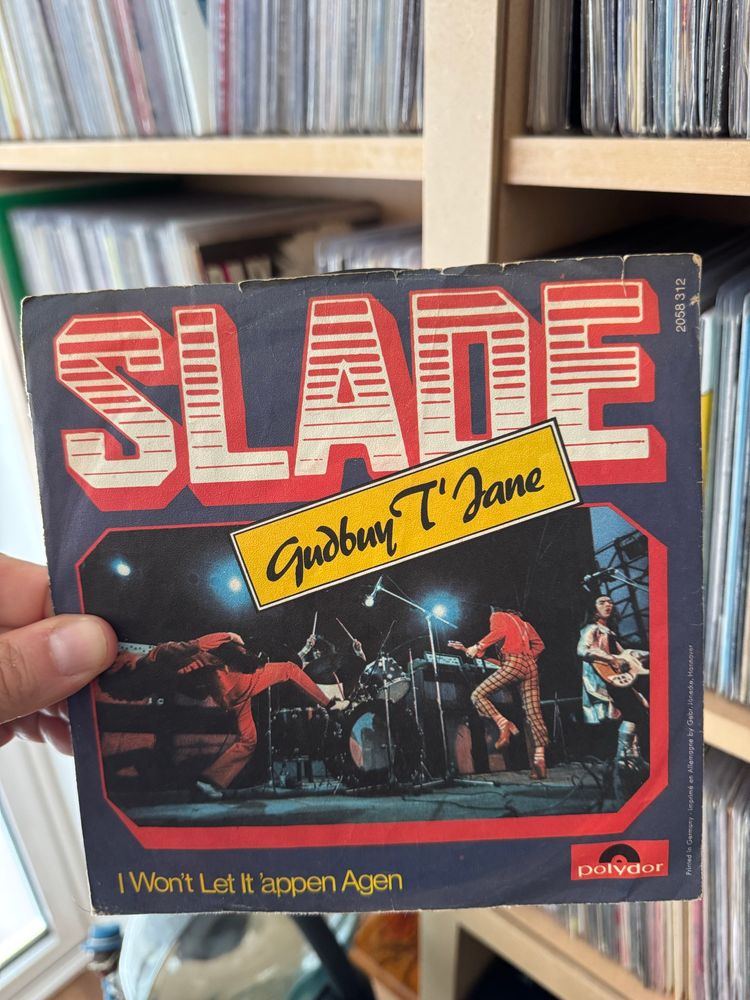 SLADE
2058 312
Gudbuy T' Jane
I Won't Let It 'appen Agen
polydor
Printed in Germany · Imprimé en Allemagne by Gebr. Jänecke, Hannover